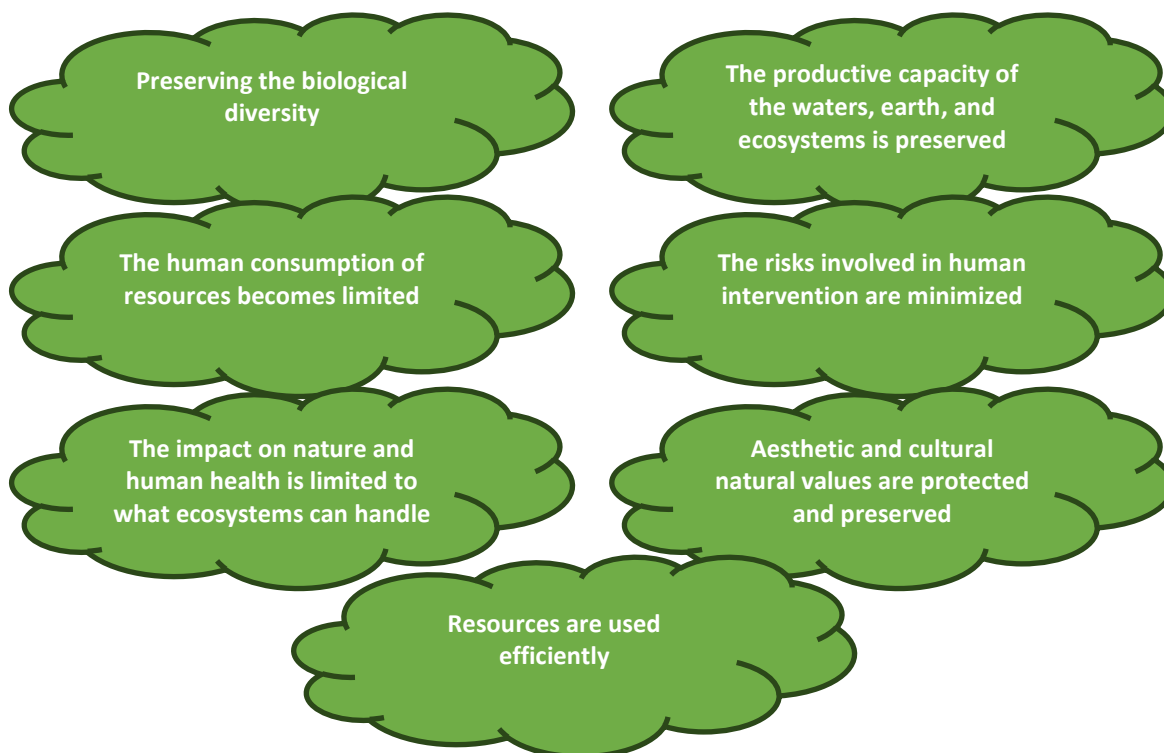 Preserving the biological
diversity
The productive capacity of
the waters, earth, and
ecosystems is preserved
The human consumption of
resources becomes limited
The risks involved in human
intervention are minimized
The impact on nature and
human health is limited to
what ecosystems can handle
Aesthetic and cultural
natural values are protected
and preserved
Resources are used
efficiently